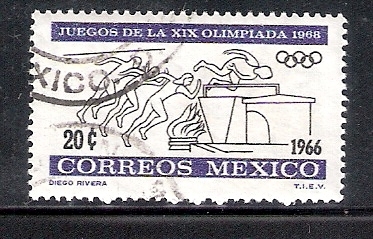 JUEGOS DE LA XIX OLIMPIADA 1968
XICO
20¢
1966
CORREOS MEXICO
DIEGO RIVERA T.I.E.V.